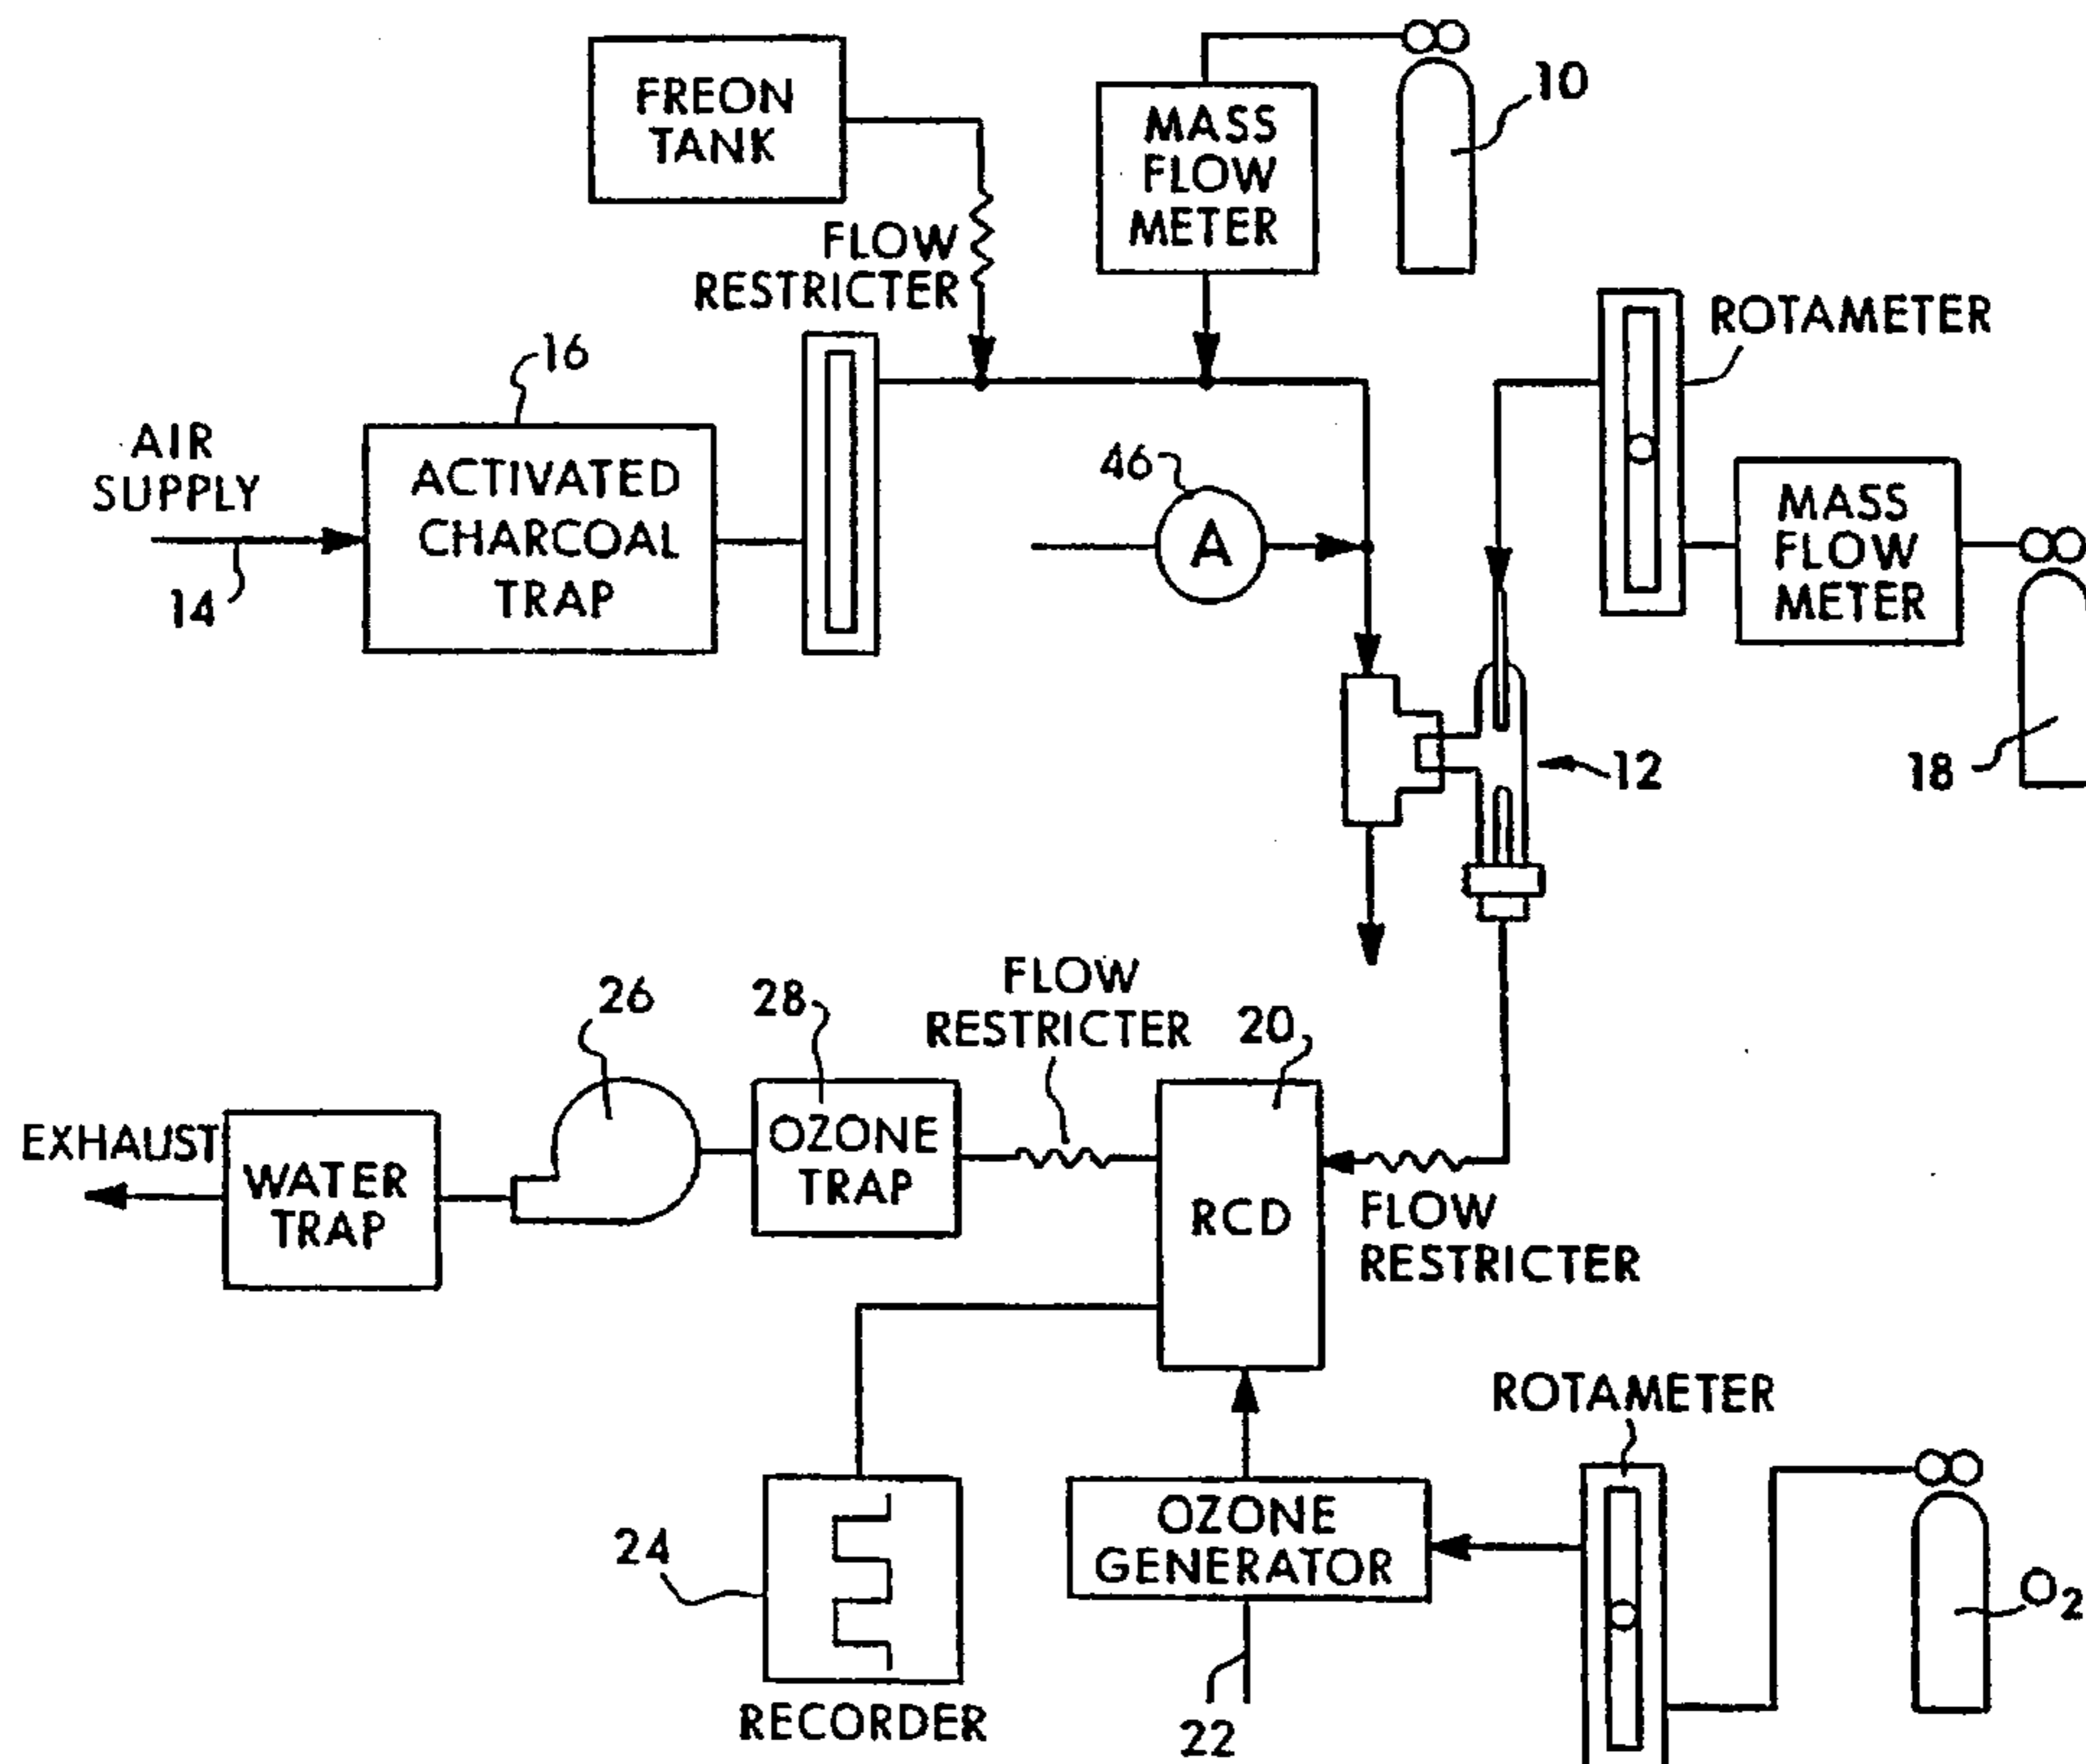 FREON
TANK
MASS
FLOW
METER
10
FLOW
RESTRICTER
ROTAMETER
16
AIR
SUPPLY
ACTIVATED
CHARCOAL
TRAP
14
46
A
MASS
FLOW
METER
12
18
26
28
FLOW
RESTRICTER
20
EXHAUST
WATER
TRAP
OZONE
TRAP
RCD
FLOW
RESTRICTER
ROTAMETER
24
OZONE
GENERATOR
O2
RECORDER
22